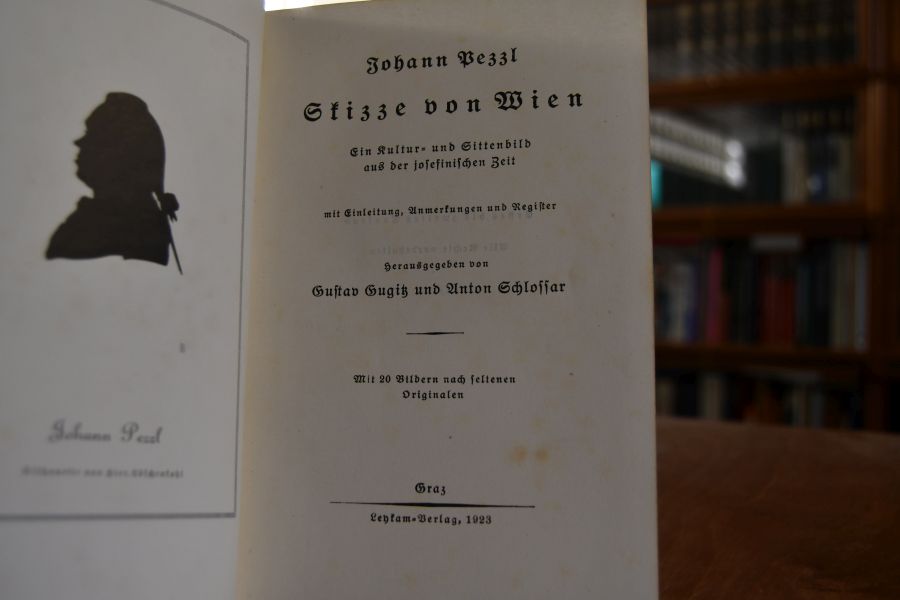 Johann Pezzl
Johann Pezzl
Skizze von Wien
Ein Kultur- und Sittenbild
aus der josefinischen Zeit
mit Einleitung, Anmerkungen und Register
Herausgegeben von
Gustav Gugitz und Anton Schlossar
Mit 20 Bildern nach seltenen
Originalen
Graz
Leykam-Verlag, 1923